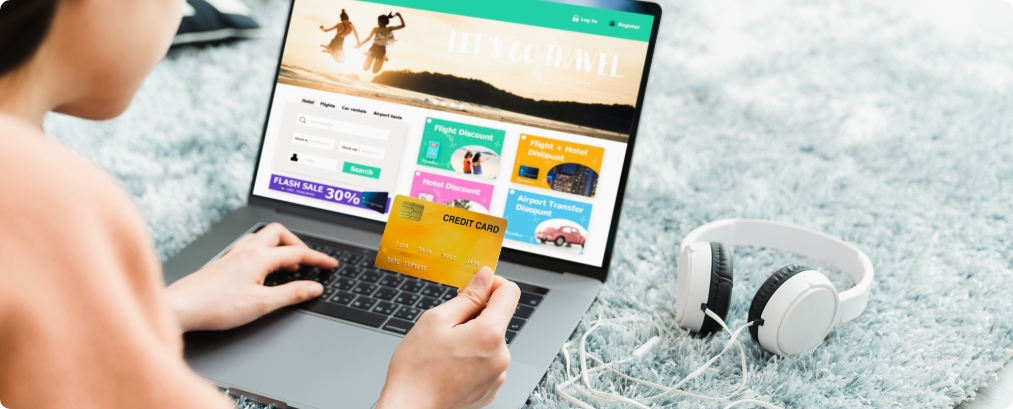 Log In
Register
LET'S GO TRAVEL
Hotel Flights Car rentals Airport taxis
Search
FLASH SALE 30%
Flight Discount
Flight + Hotel
Discount
Hotel Discount
Airport Transfer
Discount
CREDIT CARD